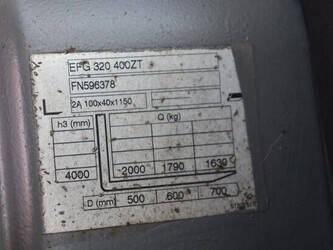 EFG 320 400ZT
FN596378
2A 100x40x1150
h3 (mm) Q (kg)
4000 2000 1790 1630
D (mm) 500 600 700